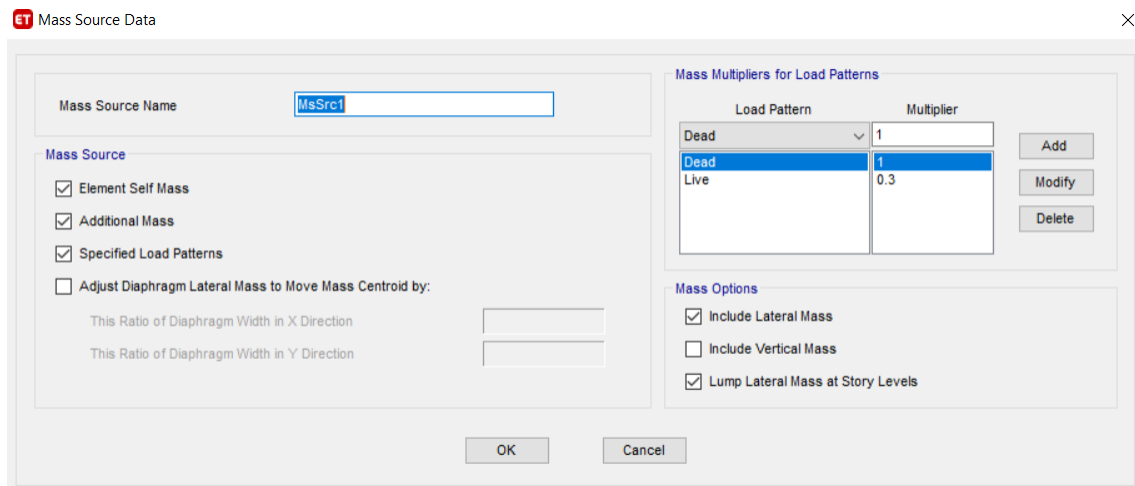 ET Mass Source Data
Mass Source Name
MsSrc1
Mass Source
Element Self Mass
Additional Mass
Specified Load Patterns
Adjust Diaphragm Lateral Mass to Move Mass Centroid by:
This Ratio of Diaphragm Width in X Direction
This Ratio of Diaphragm Width in Y Direction
Mass Multipliers for Load Patterns
Load Pattern Multiplier
Dead 1
Dead 1
Live 0.3
Add
Modify
Delete
Mass Options
Include Lateral Mass
Include Vertical Mass
Lump Lateral Mass at Story Levels
OK Cancel